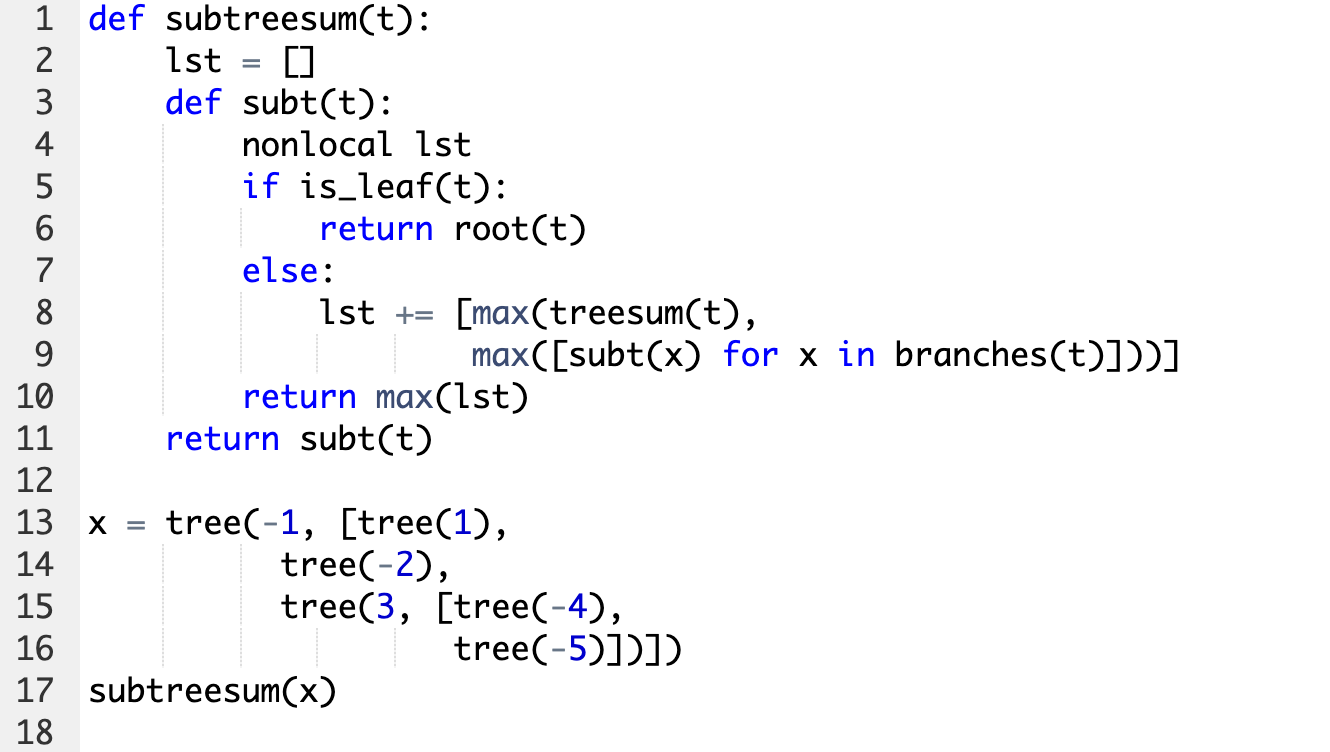 1 def subtreesum(t):
2     lst = []
3     def subt(t):
4         nonlocal lst
5         if is_leaf(t):
6             return root(t)
7         else:
8             lst += [max(treesum(t),
9                     max([subt(x) for x in branches(t)]))]
10         return max(lst)
11     return subt(t)
12
13 x = tree(-1, [tree(1),
14           tree(-2),
15           tree(3, [tree(-4),
16                    tree(-5)])])
17 subtreesum(x)
18